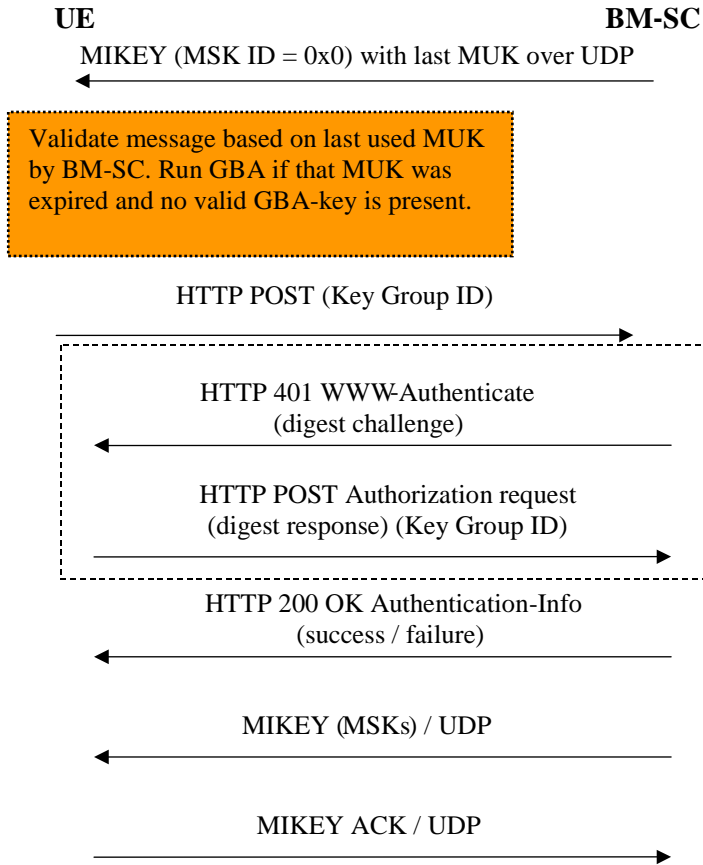 UE BM-SC
MIKEY (MSK ID = 0x0) with last MUK over UDP
Validate message based on last used MUK
by BM-SC. Run GBA if that MUK was
expired and no valid GBA-key is present.
HTTP POST (Key Group ID)
HTTP 401 WWW-Authenticate
(digest challenge)
HTTP POST Authorization request
(digest response) (Key Group ID)
HTTP 200 OK Authentication-Info
(success / failure)
MIKEY (MSKs) / UDP
MIKEY ACK / UDP